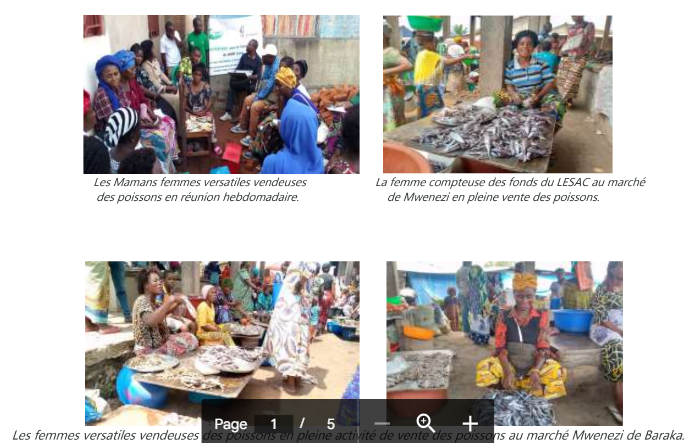 Les Mamans femmes versatiles vendeuses
des poissons en réunion hebdomadaire.
La femme compteuse des fonds du LESAC au marché
de Mwenezi en pleine vente des poissons.
Page 1 / 5
Les femmes versatiles vendeuses des poissons en pleine activité de vente des poissons au marché Mwenezi de Baraka.